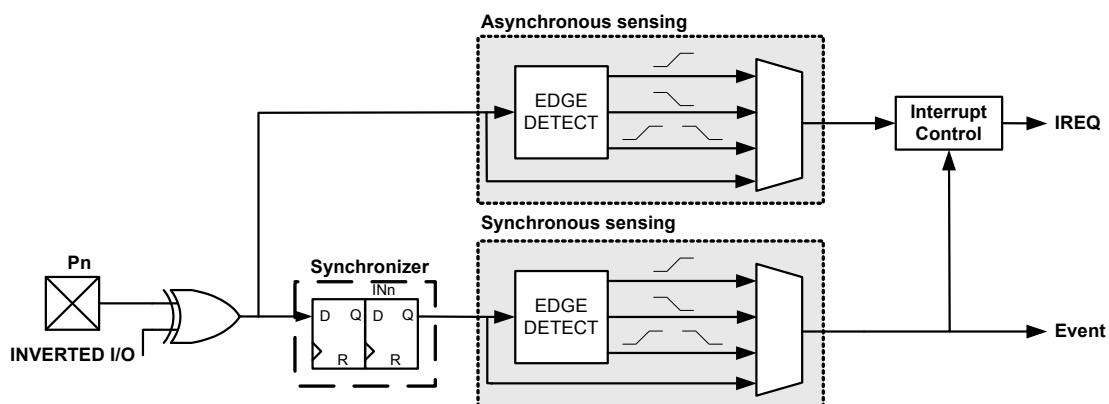 Asynchronous sensing
EDGE
DETECT
Interrupt
Control
IREQ
Synchronous sensing
Pn
Synchronizer
INn
D Q D Q
R R
EDGE
DETECT
INVERTED I/O
Event